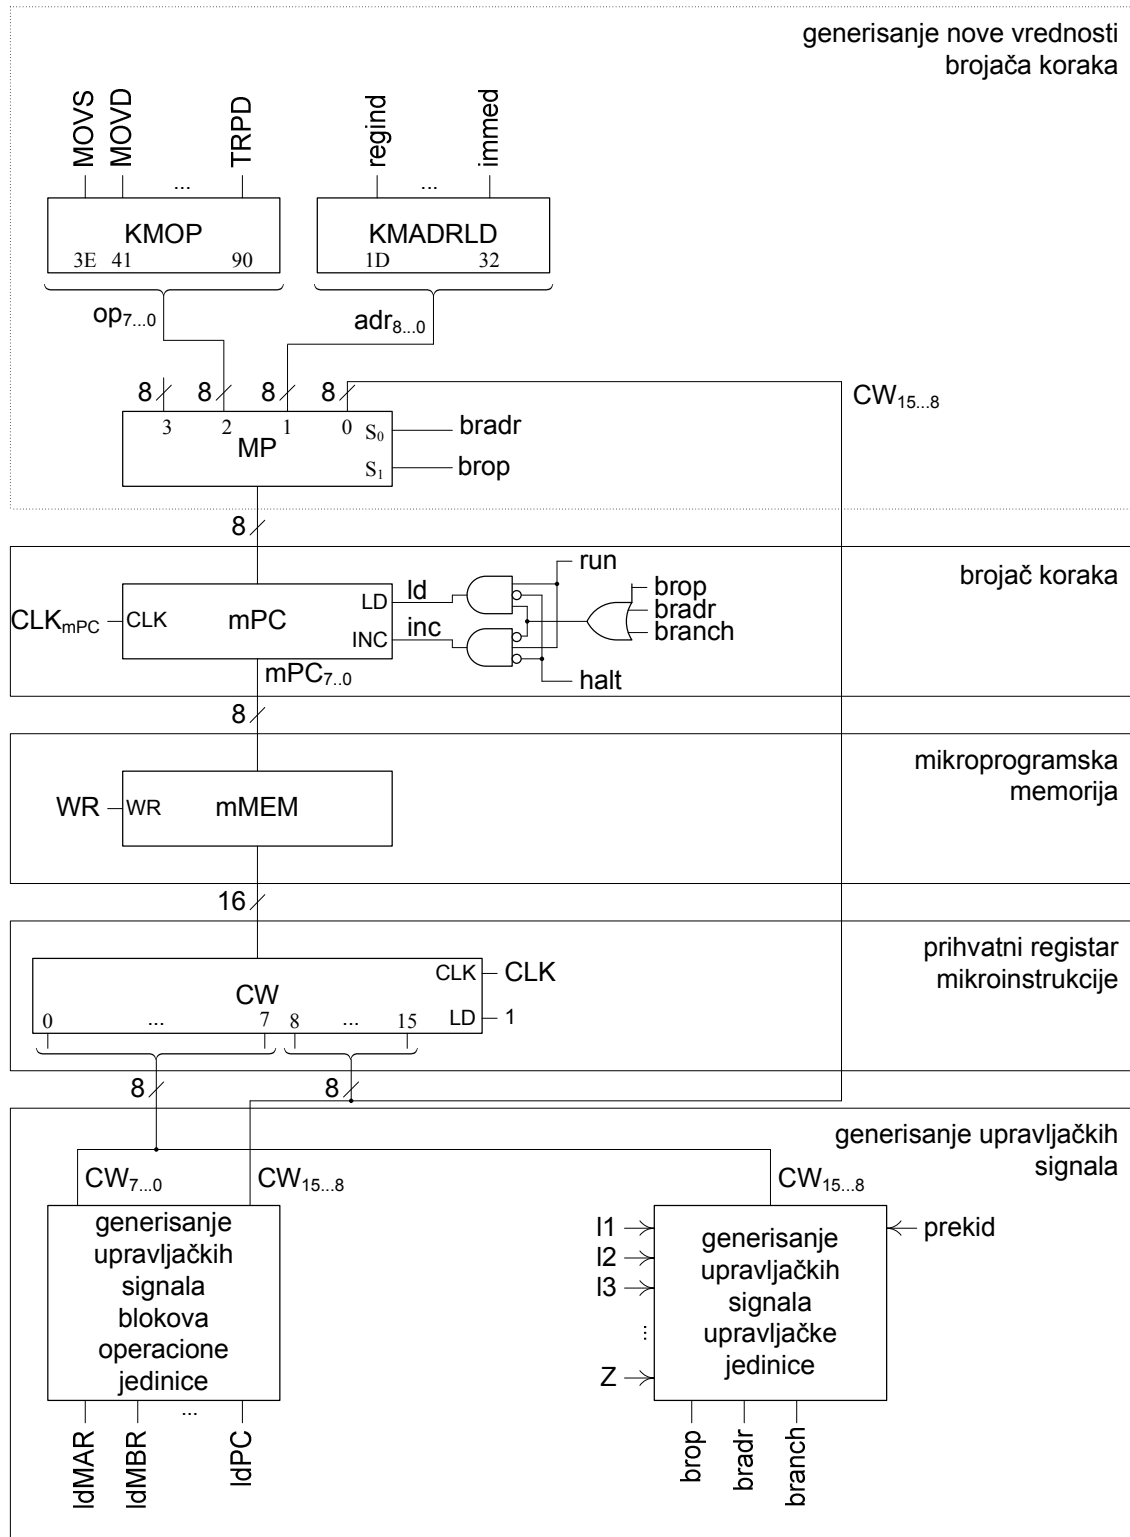 generisanje nove vrednosti
brojača koraka
MOVS
MOVD
...
TRPD
regind
...
immed
KMOP
3E 41 90
KMADRLD
1D 32
op7...0
adr8...0
8 8 8 8
CW15...8
3 2 1 0 S0
MP
S1
bradr
brop
8
brojač koraka
run
brop
bradr
branch
halt
CLKmPC
CLK
mPC
LD
ld
INC
inc
mPC7..0
8
mikroprogramska
memorija
WR
WR
mMEM
16
prihvatni registar
mikroinstrukcije
CLK
CLK
CW
0 ... 7 8 ... 15
LD
1
8 8
generisanje upravljačkih
signala
CW7...0
CW15...8
CW15...8
generisanje
upravljačkih
signala
blokova
operacione
jedinice
ldMAR
ldMBR
...
ldPC
l1
l2
l3
...
Z
generisanje
upravljačkih
signala
upravljačke
jedinice
prekid
brop
bradr
branch